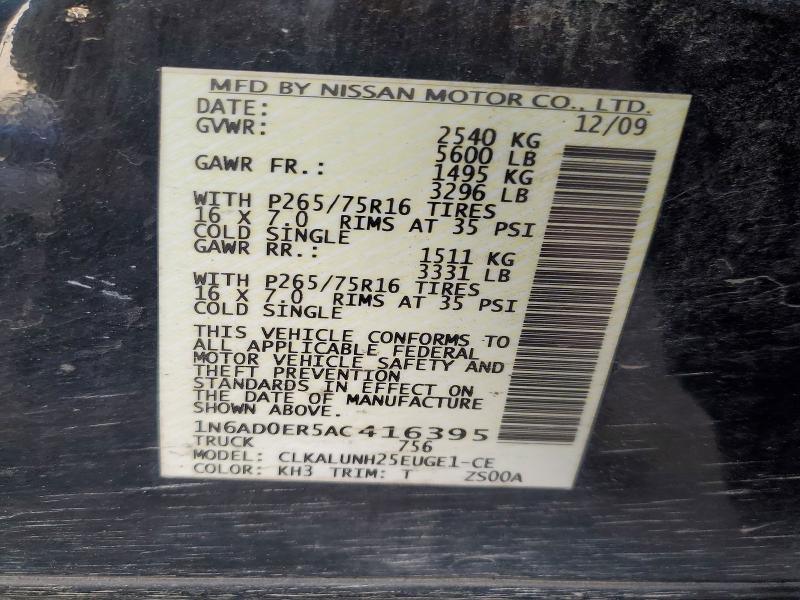 MFD BY NISSAN MOTOR CO., LTD.
DATE: 12/09
GVWR: 2540 KG
5600 LB
GAWR FR.: 1495 KG
3296 LB
WITH P265/75R16 TIRES
16 X 7.0 RIMS AT 35 PSI
COLD SINGLE
GAWR RR.: 1511 KG
3331 LB
WITH P265/75R16 TIRES
16 X 7.0 RIMS AT 35 PSI
COLD SINGLE
THIS VEHICLE CONFORMS TO
ALL APPLICABLE FEDERAL
MOTOR VEHICLE SAFETY AND
THEFT PREVENTION
STANDARDS IN EFFECT ON
THE DATE OF MANUFACTURE
SHOWN ABOVE.
1N6AD0ER5AC416395
TRUCK 756
MODEL: CLKALUNH25EUGE1-CE
COLOR: KH3 TRIM: T ZS00A